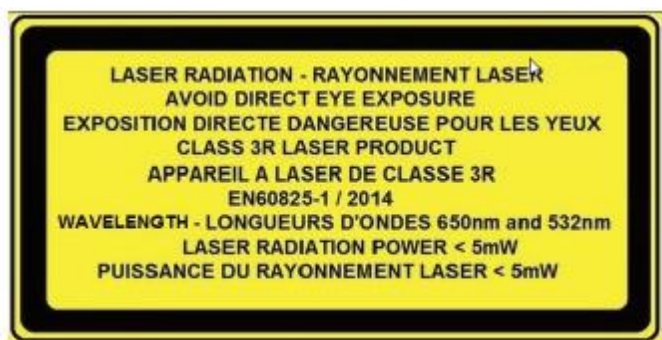 LASER RADIATION - RAYONNEMENT LASER
AVOID DIRECT EYE EXPOSURE
EXPOSITION DIRECTE DANGEREUSE POUR LES YEUX
CLASS 3R LASER PRODUCT
APPAREIL A LASER DE CLASSE 3R
EN60825-1 / 2014
WAVELENGTH - LONGUEURS D'ONDES 650nm and 532nm
LASER RADIATION POWER < 5mW
PUISSANCE DU RAYONNEMENT LASER < 5mW